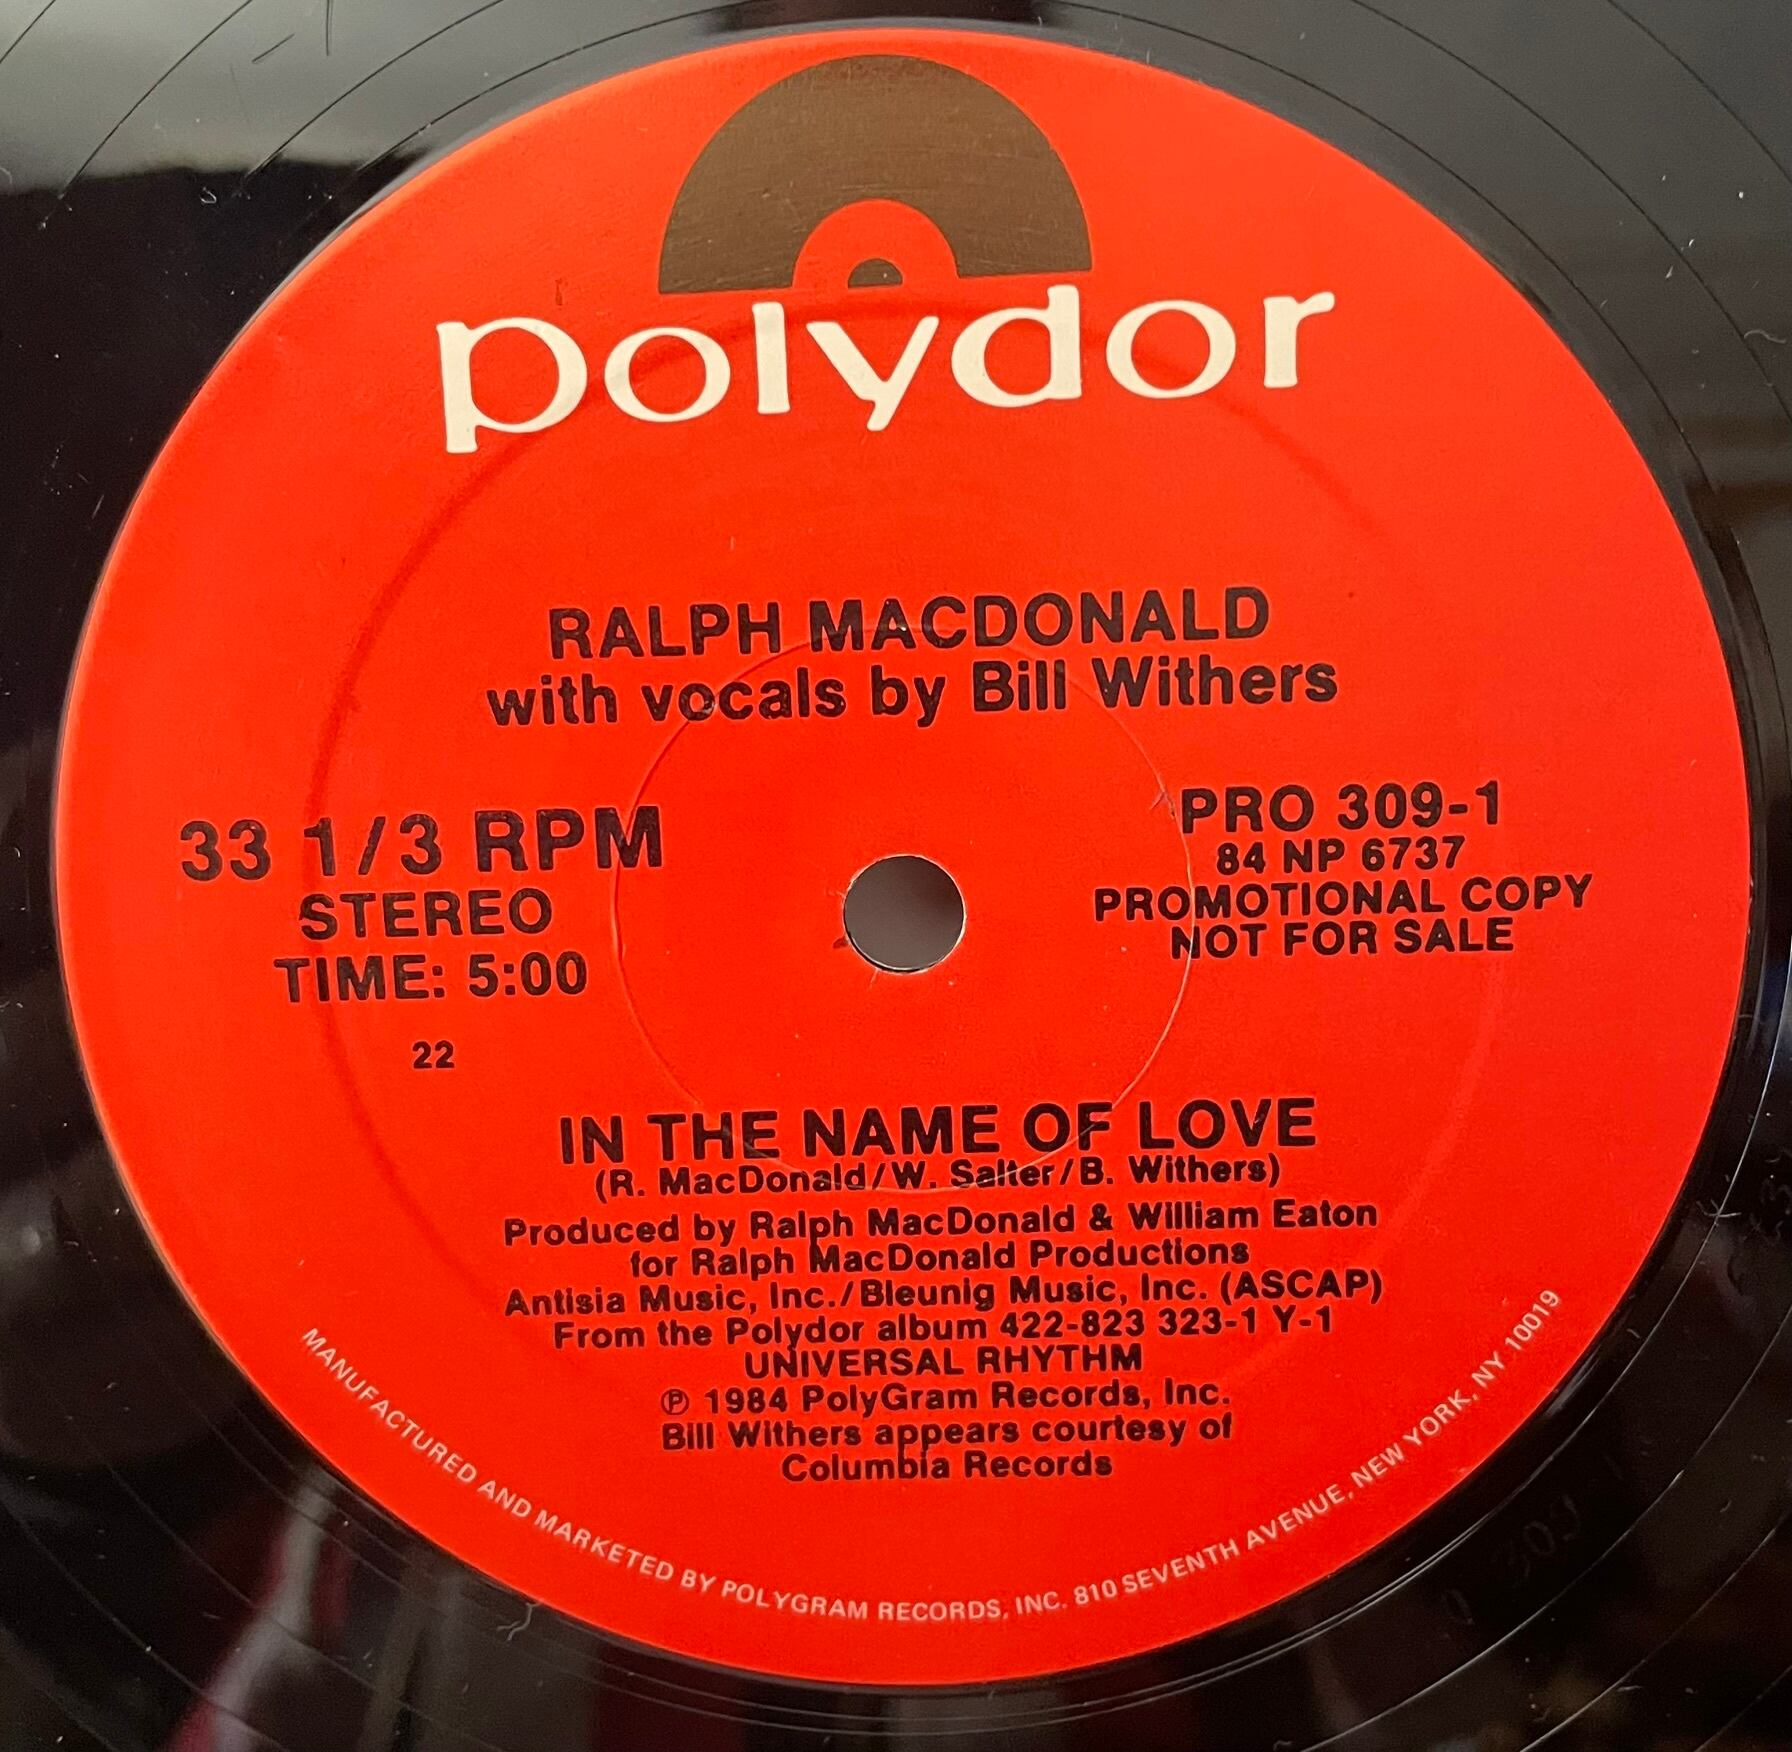 polydor
RALPH MACDONALD
with vocals by Bill Withers
33 1/3 RPM
STEREO
TIME: 5:00
22
PRO 309-1
84 NP 6737
PROMOTIONAL COPY
NOT FOR SALE
IN THE NAME OF LOVE
(R. MacDonald/W. Salter/B. Withers)
Produced by Ralph MacDonald & William Eaton
for Ralph MacDonald Productions
Antisia Music, Inc./Bleunig Music, Inc. (ASCAP)
From the Polydor album 422-823 323-1 Y-1
UNIVERSAL RHYTHM
℗ 1984 PolyGram Records, Inc.
Bill Withers appears courtesy of
Columbia Records
MANUFACTURED AND MARKETED BY POLYGRAM RECORDS, INC. 810 SEVENTH AVENUE, NEW YORK, NY 10019